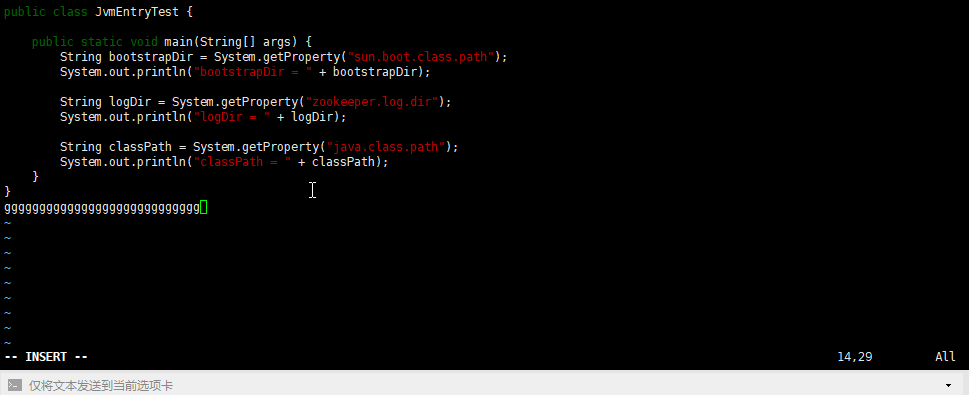 public class JvmEntryTest {
public static void main(String[] args) {
String bootstrapDir = System.getProperty("sun.boot.class.path");
System.out.println("bootstrapDir = " + bootstrapDir);
String logDir = System.getProperty("zookeeper.log.dir");
System.out.println("logDir = " + logDir);
String classPath = System.getProperty("java.class.path");
System.out.println("classPath = " + classPath);
}
}
gggggggggggggggggggggggggggg
~
~
~
~
~
~
~
~
~
-- INSERT -- 14,29 All
仅将文本发送到当前选项卡